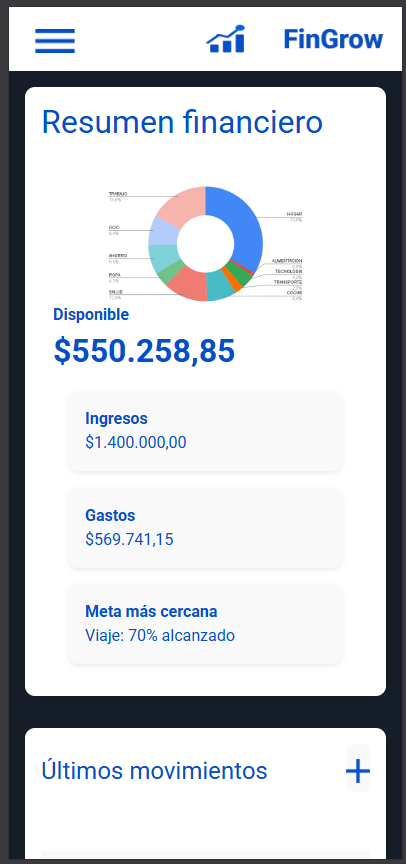 FinGrow
Resumen financiero
TRABAJO
HOGAR
OCIO
AHORRO
ALIMENTACIÓN
TECNOLOGÍA
ROPA
TRANSPORTE
SALUD
COCHE
Disponible
$550.258,85
Ingresos
$1.400.000,00
Gastos
$569.741,15
Meta más cercana
Viaje: 70% alcanzado
Últimos movimientos